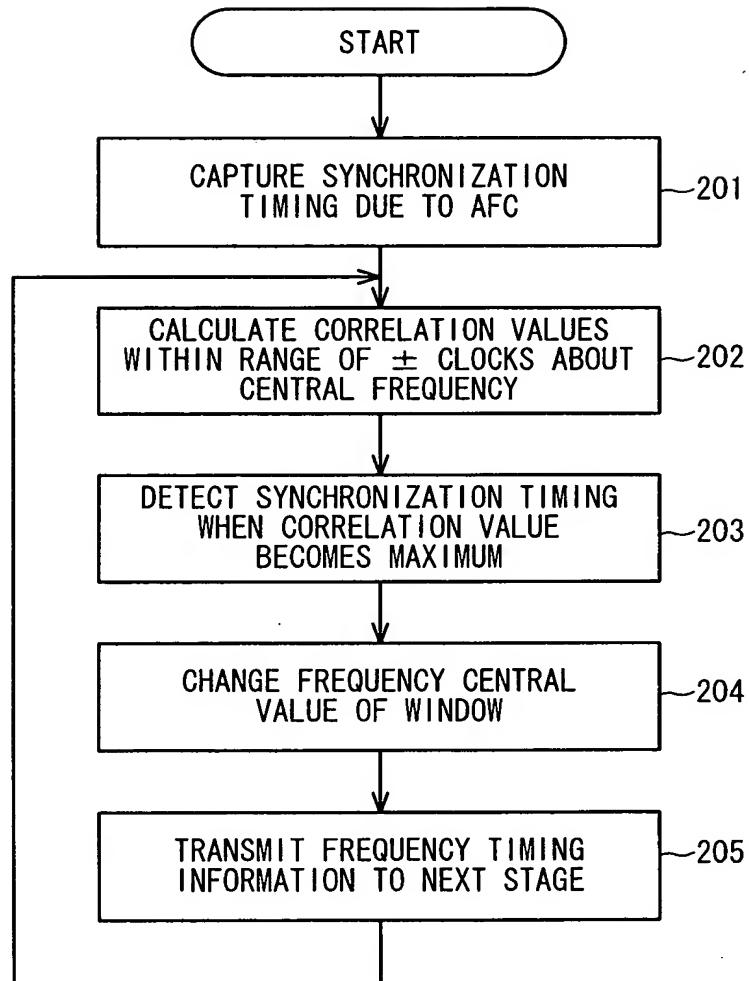 START
CAPTURE SYNCHRONIZATION
TIMING DUE TO AFC
201
CALCULATE CORRELATION VALUES
WITHIN RANGE OF ± CLOCKS ABOUT
CENTRAL FREQUENCY
202
DETECT SYNCHRONIZATION TIMING
WHEN CORRELATION VALUE
BECOMES MAXIMUM
203
CHANGE FREQUENCY CENTRAL
VALUE OF WINDOW
204
TRANSMIT FREQUENCY TIMING
INFORMATION TO NEXT STAGE
205